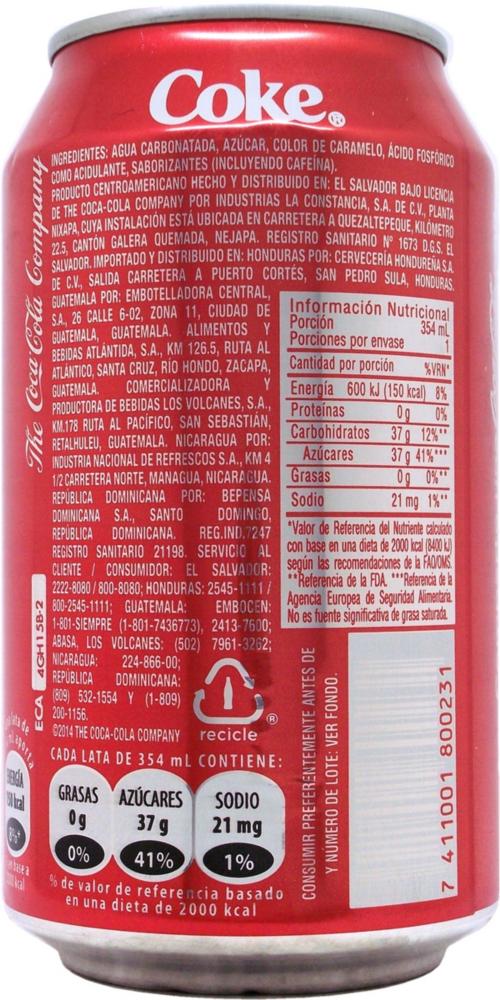 Coke®
The Coca-Cola Company
INGREDIENTES: AGUA CARBONATADA, AZÚCAR, COLOR DE CARAMELO, ÁCIDO FOSFÓRICO
COMO ACIDULANTE, SABORIZANTES (INCLUYENDO CAFEÍNA).
PRODUCTO CENTROAMERICANO HECHO Y DISTRIBUIDO EN: EL SALVADOR BAJO LICENCIA
DE THE COCA-COLA COMPANY POR INDUSTRIAS LA CONSTANCIA, S.A. DE C.V., PLANTA
NIXAPA, CUYA INSTALACIÓN ESTÁ UBICADA EN CARRETERA A QUEZALTEPEQUE, KILÓMETRO
22.5, CANTÓN GALERA QUEMADA, NEJAPA. REGISTRO SANITARIO Nº 1673 D.G.S. EL
SALVADOR. IMPORTADO Y DISTRIBUIDO EN: HONDURAS POR: CERVECERÍA HONDUREÑA S.A.
DE C.V., SALIDA CARRETERA A PUERTO CORTÉS, SAN PEDRO SULA, HONDURAS.
GUATEMALA POR: EMBOTELLADORA CENTRAL,
S.A., 26 CALLE 6-02, ZONA 11, CIUDAD DE
GUATEMALA, GUATEMALA. ALIMENTOS Y
BEBIDAS ATLÁNTIDA, S.A., KM 126.5, RUTA AL
ATLÁNTICO, SANTA CRUZ, RÍO HONDO, ZACAPA,
GUATEMALA. COMERCIALIZADORA Y
PRODUCTORA DE BEBIDAS LOS VOLCANES, S.A.,
KM.178 RUTA AL PACÍFICO, SAN SEBASTIÁN,
RETALHULEU, GUATEMALA. NICARAGUA POR:
INDUSTRIA NACIONAL DE REFRESCOS S.A., KM 4
1/2 CARRETERA NORTE, MANAGUA, NICARAGUA.
REPÚBLICA DOMINICANA POR: BEPENSA
DOMINICANA S.A., SANTO DOMINGO,
REPÚBLICA DOMINICANA. REG.IND.7247
REGISTRO SANITARIO 21198. SERVICIO AL
CLIENTE / CONSUMIDOR: EL SALVADOR:
2222-8080 / 800-8080; HONDURAS: 2545-1111 /
800-2545-1111; GUATEMALA: EMBOCEN:
1-801-SIEMPRE (1-801-7436773), 2413-7600;
ABASA, LOS VOLCANES: (502) 7961-3262;
NICARAGUA: 224-866-00;
REPÚBLICA DOMINICANA:
(809) 532-1554 Y (1-809)
200-1156.
©2014 THE COCA-COLA COMPANY
ECA 4GH1158-2
recicle®
Información Nutricional
Porción 354 mL
Porciones por envase 1
Cantidad por porción %VRN*
Energía 600 kJ (150 kcal) 8%
Proteínas 0 g 0%
Carbohidratos 37 g 12%**
Azúcares 37 g 41%***
Grasas 0 g 0%**
Sodio 21 mg 1%**
*Valor de Referencia del Nutriente calculado
con base en una dieta de 2000 kcal (8400 kJ)
según las recomendaciones de la FAO/OMS.
**Referencia de la FDA. ***Referencia de la
Agencia Europea de Seguridad Alimentaria.
No es fuente significativa de grasa saturada.
CONSUMIR PREFERENTEMENTE ANTES DE
Y NUMERO DE LOTE: VER FONDO.
7 411001 800231
CADA LATA DE 354 mL CONTIENE:
GRASAS
0 g
0%
AZÚCARES
37 g
41%
SODIO
21 mg
1%
% de valor de referencia basado
en una dieta de 2000 kcal